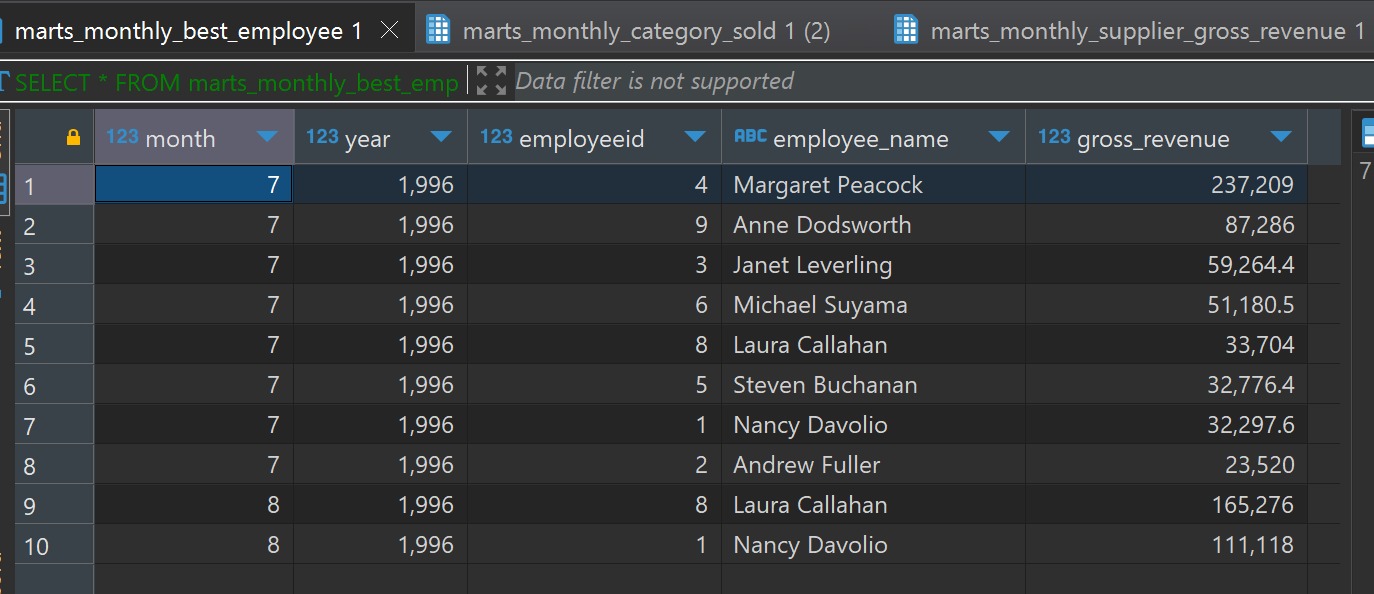 marts_monthly_best_employee 1 marts_monthly_category_sold 1 (2) marts_monthly_supplier_gross_revenue 1
SELECT * FROM marts_monthly_best_emp Data filter is not supported
123 month 123 year 123 employeeid ABC employee_name 123 gross_revenue
1 7 1,996 4 Margaret Peacock 237,209 7
2 7 1,996 9 Anne Dodsworth 87,286
3 7 1,996 3 Janet Leverling 59,264.4
4 7 1,996 6 Michael Suyama 51,180.5
5 7 1,996 8 Laura Callahan 33,704
6 7 1,996 5 Steven Buchanan 32,776.4
7 7 1,996 1 Nancy Davolio 32,297.6
8 7 1,996 2 Andrew Fuller 23,520
9 8 1,996 8 Laura Callahan 165,276
10 8 1,996 1 Nancy Davolio 111,118